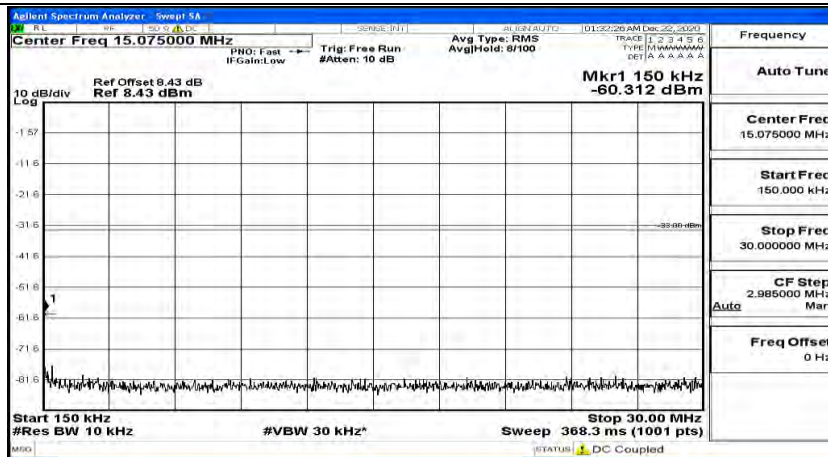 Agilent Spectrum Analyzer - Swept SA
RL RF 50 Ω DC SENSE:INT ALIGN AUTO 01:32:26 AM Dec 22, 2020
Center Freq 15.075000 MHz
PNO: Fast
IFGain:Low
Trig: Free Run
#Atten: 10 dB
Avg Type: RMS
Avg|Hold: 8/100
TRACE 1 2 3 4 5 6
TYPE M
DET A A A A A A
Ref Offset 8.43 dB
10 dB/div Ref 8.43 dBm
Log
Mkr1 150 kHz
-60.312 dBm
-1.57
-11.6
-21.6
-31.6
-33.00 dBm
-41.6
-51.6
1
-61.6
-71.6
-81.6
Start 150 kHz
Stop 30.00 MHz
#Res BW 10 kHz
#VBW 30 kHz*
Sweep 368.3 ms (1001 pts)
MSG
STATUS
DC Coupled
Frequency
Auto Tune
Center Freq
15.075000 MHz
Start Freq
150.000 kHz
Stop Freq
30.000000 MHz
CF Step
2.985000 MHz
Auto Man
Freq Offset
0 Hz